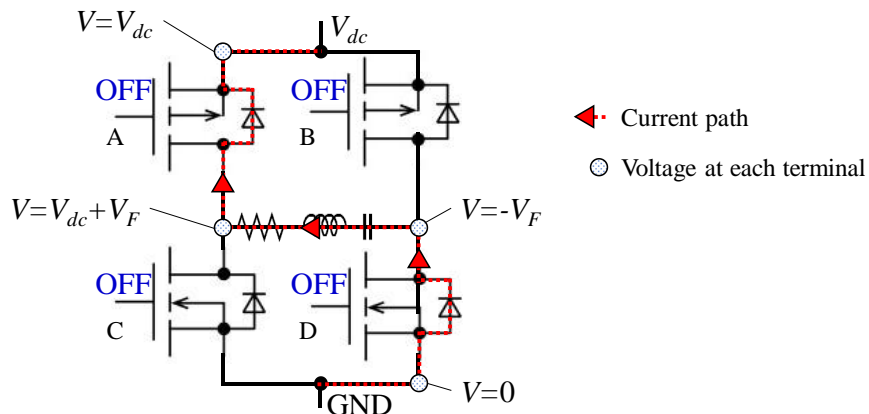 V=Vdc
Vdc
OFF
OFF
A
B
Current path
Voltage at each terminal
V=Vdc+VF
V=-VF
OFF
OFF
C
D
GND
V=0